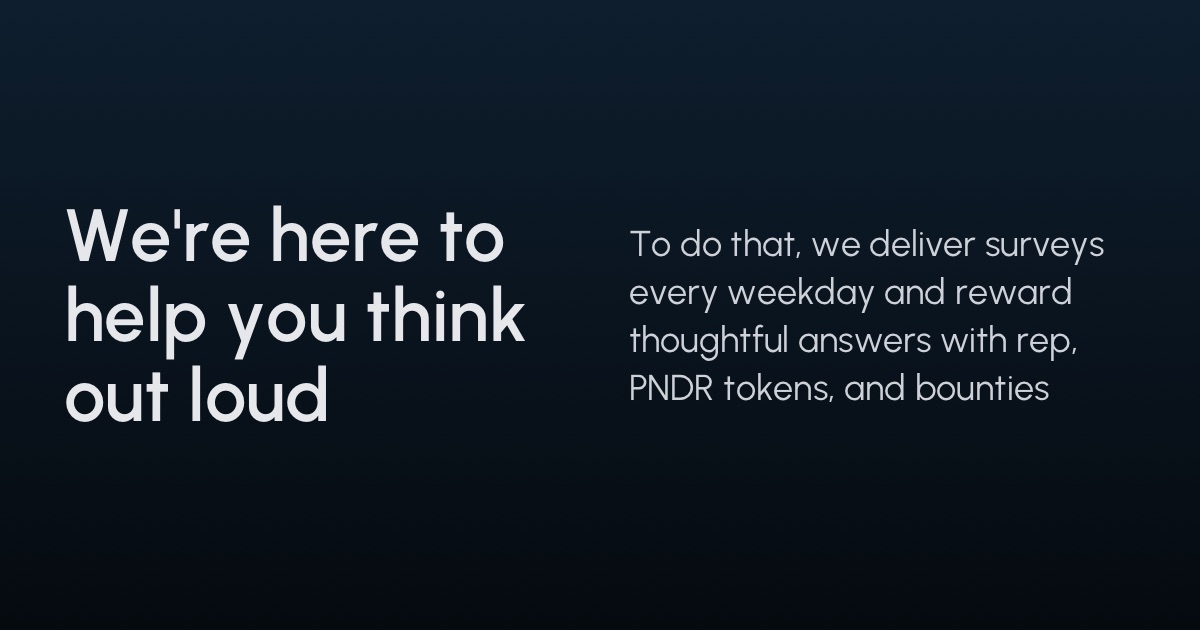 We're here to
help you think
out loud
To do that, we deliver surveys
every weekday and reward
thoughtful answers with rep,
PNDR tokens, and bounties